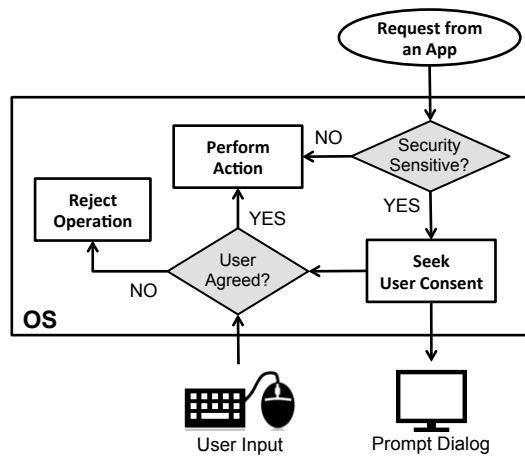 Request from
an App
NO
Security
Sensitive?
Perform
Action
Reject
Operation
YES
YES
User
Agreed?
NO
Seek
User Consent
OS
User Input
Prompt Dialog